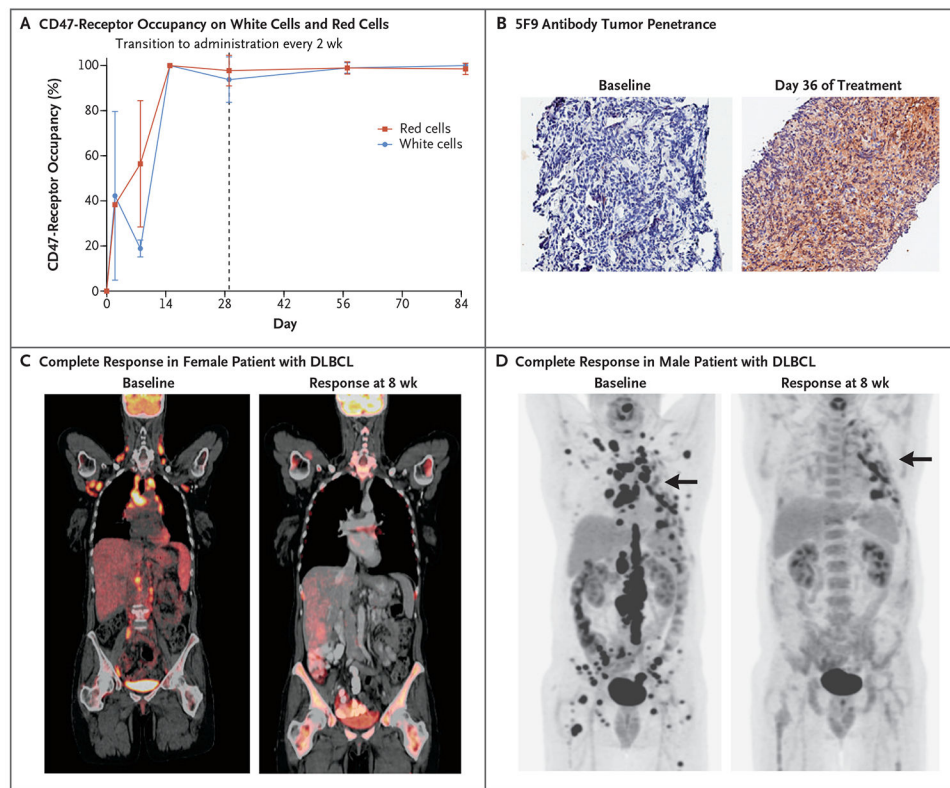 A CD47-Receptor Occupancy on White Cells and Red Cells
Transition to administration every 2 wk
CD47-Receptor Occupancy (%)
100
80
60
40
20
0
Red cells
White cells
0 14 28 42 56 70 84
Day
B 5F9 Antibody Tumor Penetrance
Baseline Day 36 of Treatment
C Complete Response in Female Patient with DLBCL
Baseline Response at 8 wk
D Complete Response in Male Patient with DLBCL
Baseline Response at 8 wk